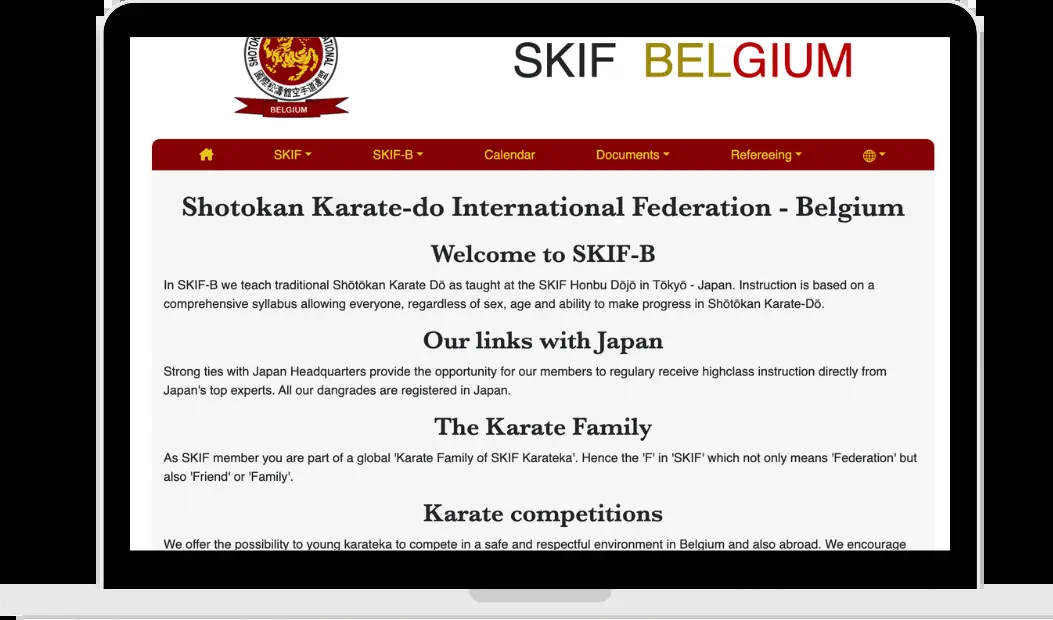 SHOTO NATIONAL
國際松濤館空手道連盟
BELGIUM
SKIF BELGIUM
SKIF SKIF-B Calendar Documents Refereeing
Shotokan Karate-do International Federation - Belgium
Welcome to SKIF-B
In SKIF-B we teach traditional Shōtōkan Karate Dō as taught at the SKIF Honbu Dōjō in Tōkyō - Japan. Instruction is based on a
comprehensive syllabus allowing everyone, regardless of sex, age and ability to make progress in Shōtōkan Karate-Dō.
Our links with Japan
Strong ties with Japan Headquarters provide the opportunity for our members to regulary receive highclass instruction directly from
Japan's top experts. All our dangrades are registered in Japan.
The Karate Family
As SKIF member you are part of a global 'Karate Family of SKIF Karateka'. Hence the 'F' in 'SKIF' which not only means 'Federation' but
also 'Friend' or 'Family'.
Karate competitions
We offer the possibility to young karateka to compete in a safe and respectful environment in Belgium and also abroad. We encourage